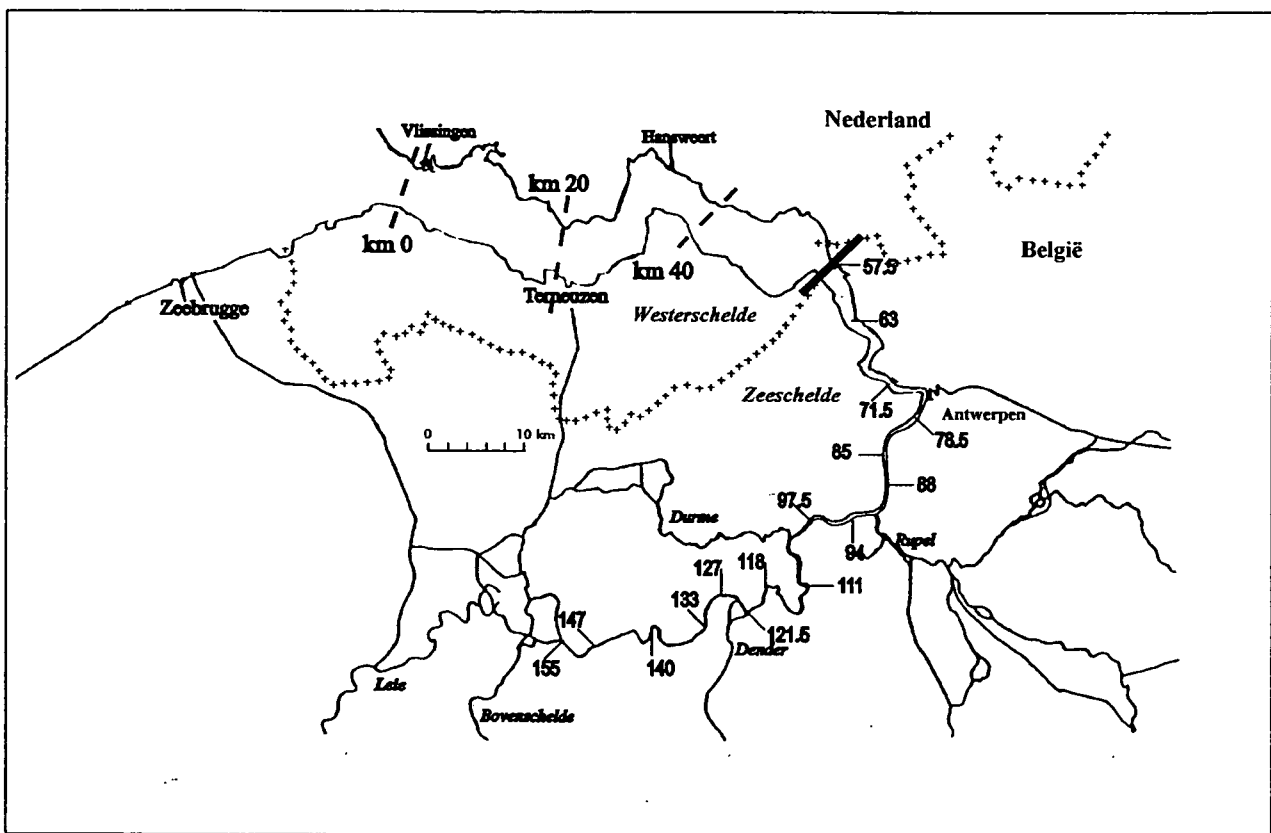 Nederland
Vlissingen
Hansweert
km 20
km 0
België
km 40
57.5
Terneuzen
Zeebrugge
Westerschelde
63
Zeeschelde
71.5
Antwerpen
78.5
0 10 km
85
88
97.5
Durme
94
Rupel
118
127
111
133
147
121.5
Dender
155
140
Leie
Bovenschelde